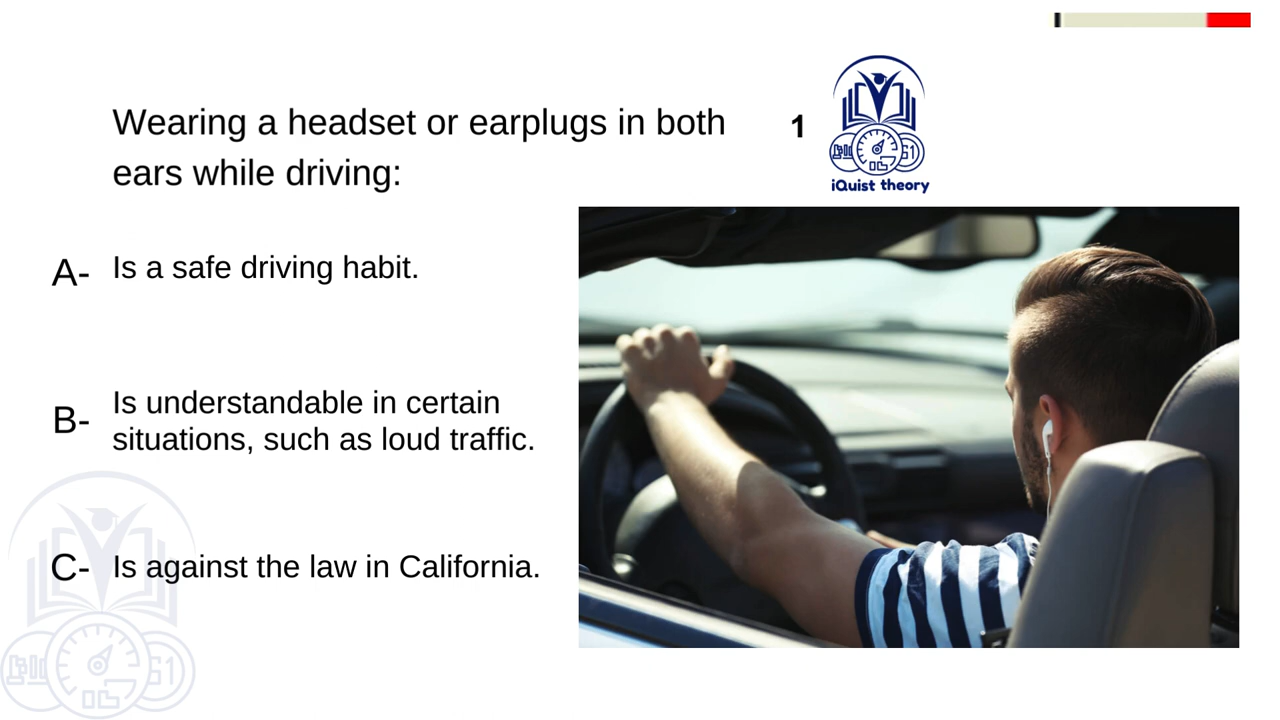 Wearing a headset or earplugs in both
ears while driving:
1
iQuist theory
A- Is a safe driving habit.
B- Is understandable in certain
situations, such as loud traffic.
C- Is against the law in California.